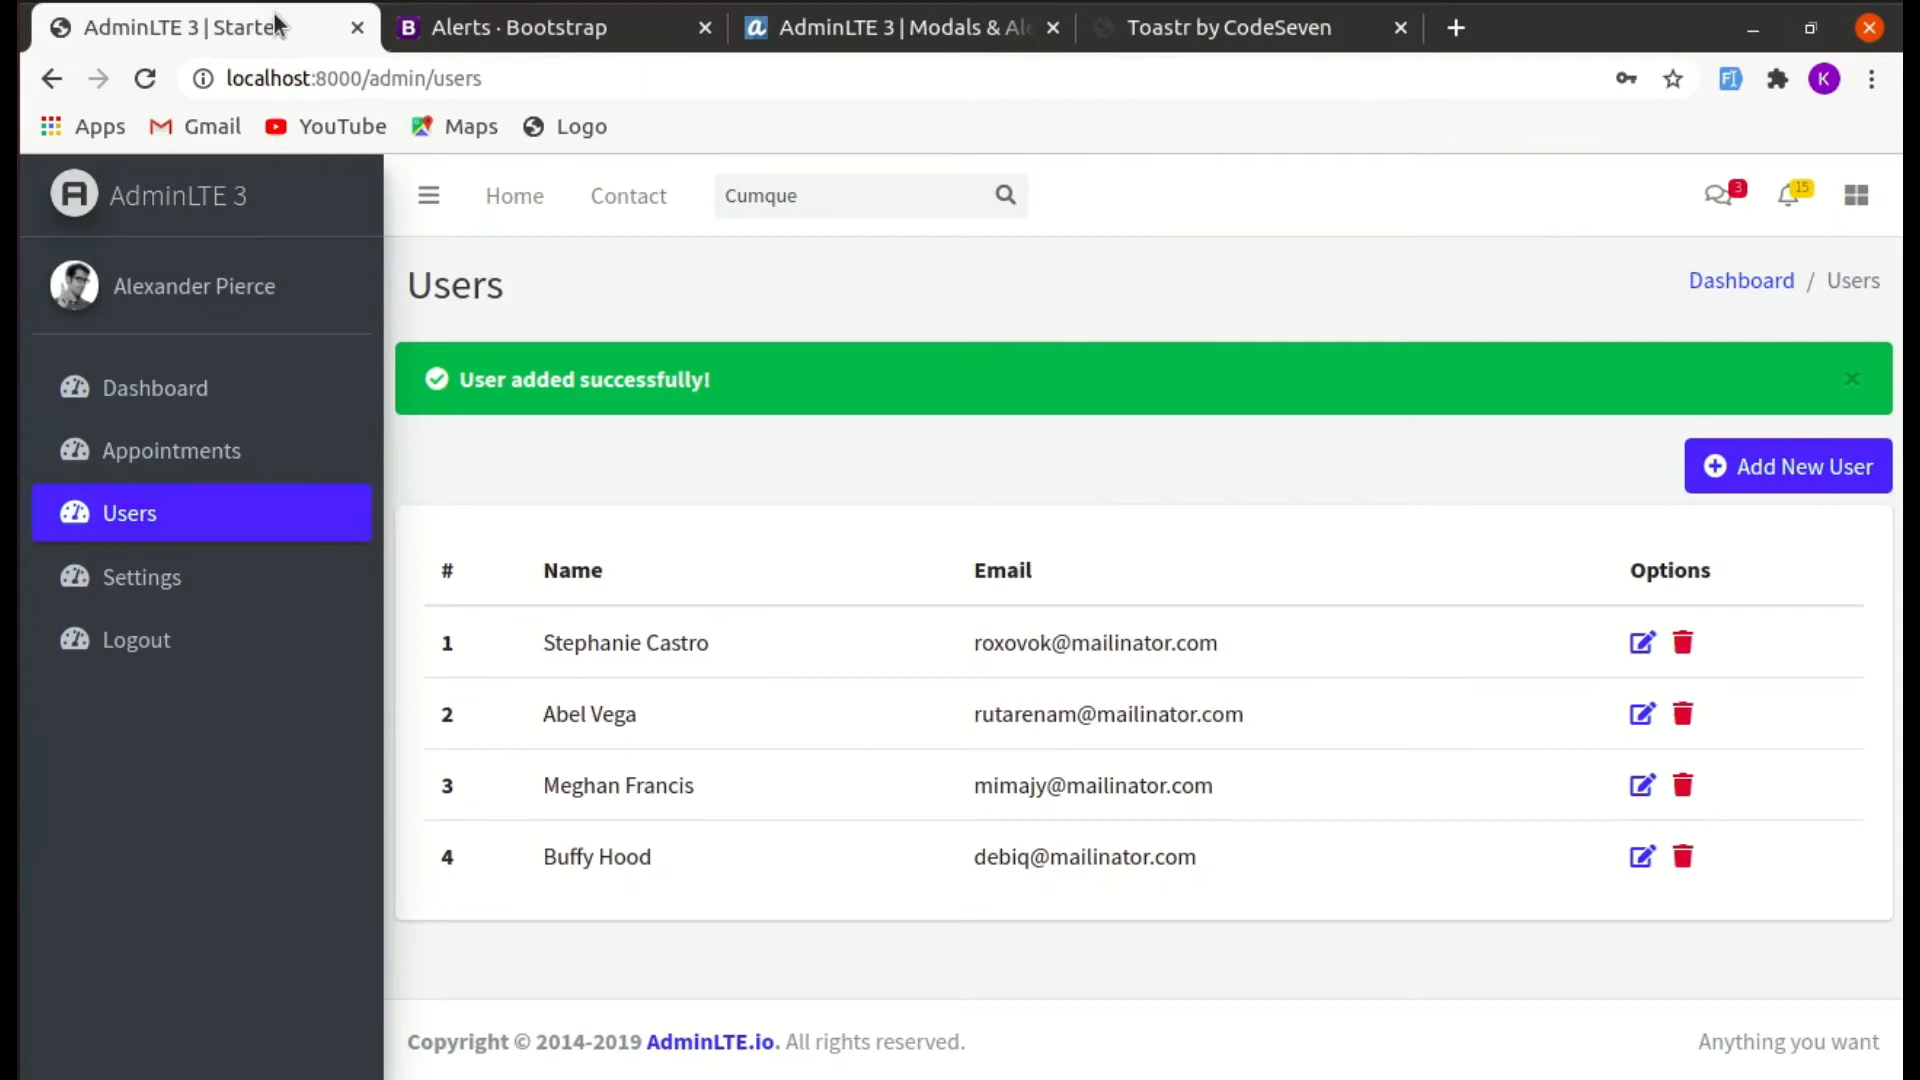 AdminLTE 3 | Starte
Alerts · Bootstrap
AdminLTE 3 | Modals & Ale
Toastr by CodeSeven
localhost:8000/admin/users
K
Apps
Gmail
YouTube
Maps
Logo
AdminLTE 3
Home
Contact
Cumque
3
15
Alexander Pierce
Users
Dashboard / Users
User added successfully!
Dashboard
Appointments
Users
Settings
Logout
Add New User
# Name Email Options
1 Stephanie Castro roxovok@mailinator.com
2 Abel Vega rutarenam@mailinator.com
3 Meghan Francis mimajy@mailinator.com
4 Buffy Hood debiq@mailinator.com
Copyright © 2014-2019 AdminLTE.io. All rights reserved.
Anything you want